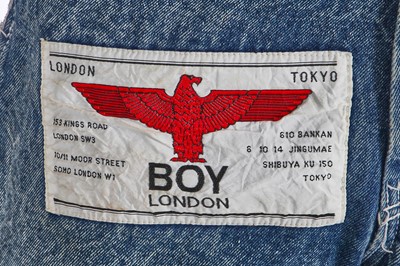 LONDON TOKYO
153 KINGS ROAD
LONDON SW3
10/11 MOOR STREET
SOHO LONDON W1
610 BANKAN
6 10 14 JINGUMAE
SHIBUYA KU 150
TOKYO
BOY
LONDON